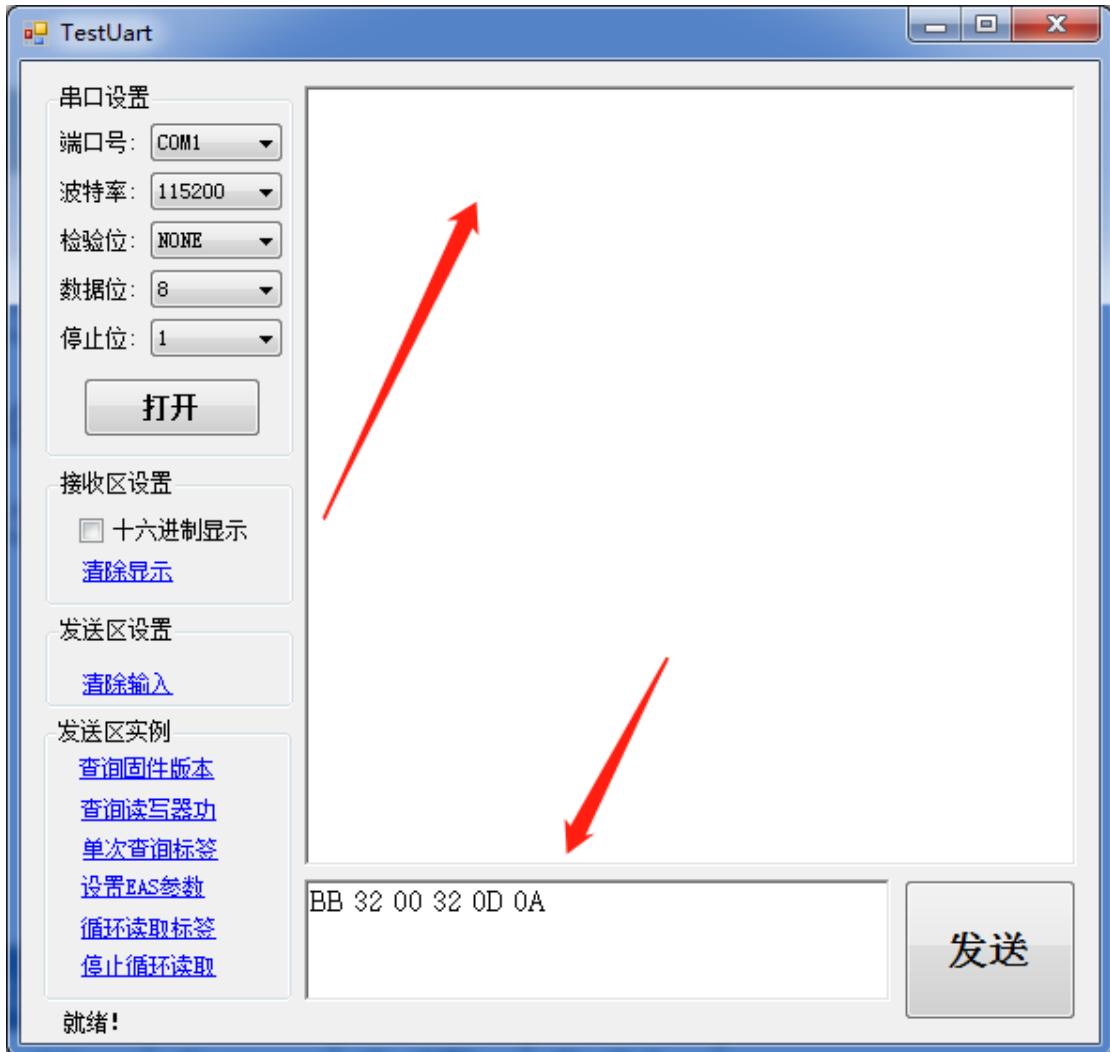 TestUart
串口设置
端口号: COM1
波特率: 115200
检验位: NONE
数据位: 8
停止位: 1
打开
接收区设置
十六进制显示
清除显示
发送区设置
清除输入
发送区实例
查询固件版本
查询读写器功
单次查询标签
设置EAS参数
循环读取标签
停止循环读取
BB 32 00 32 0D 0A
发送
就绪!